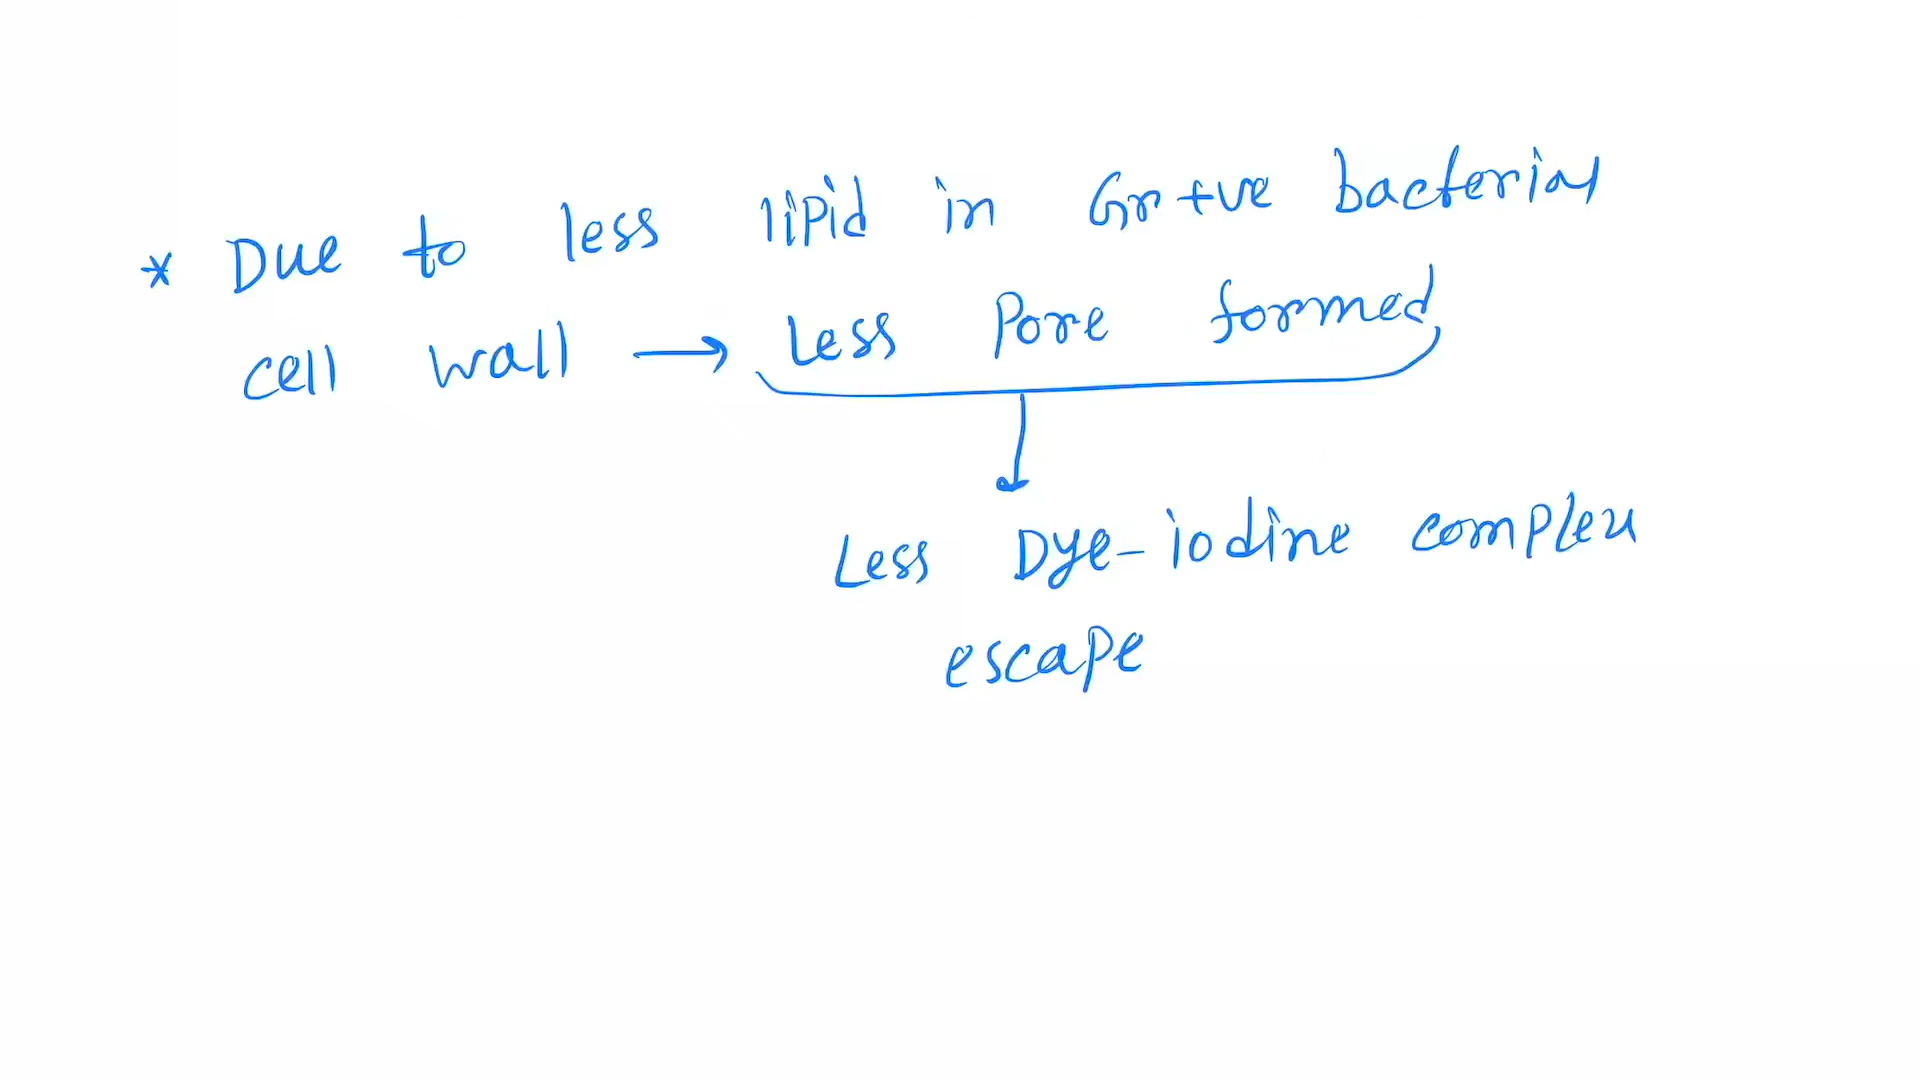 * Due to less lipid in Gr +ve bacterial
cell wall → Less Pore formed
Less Dye-iodine complex
escape